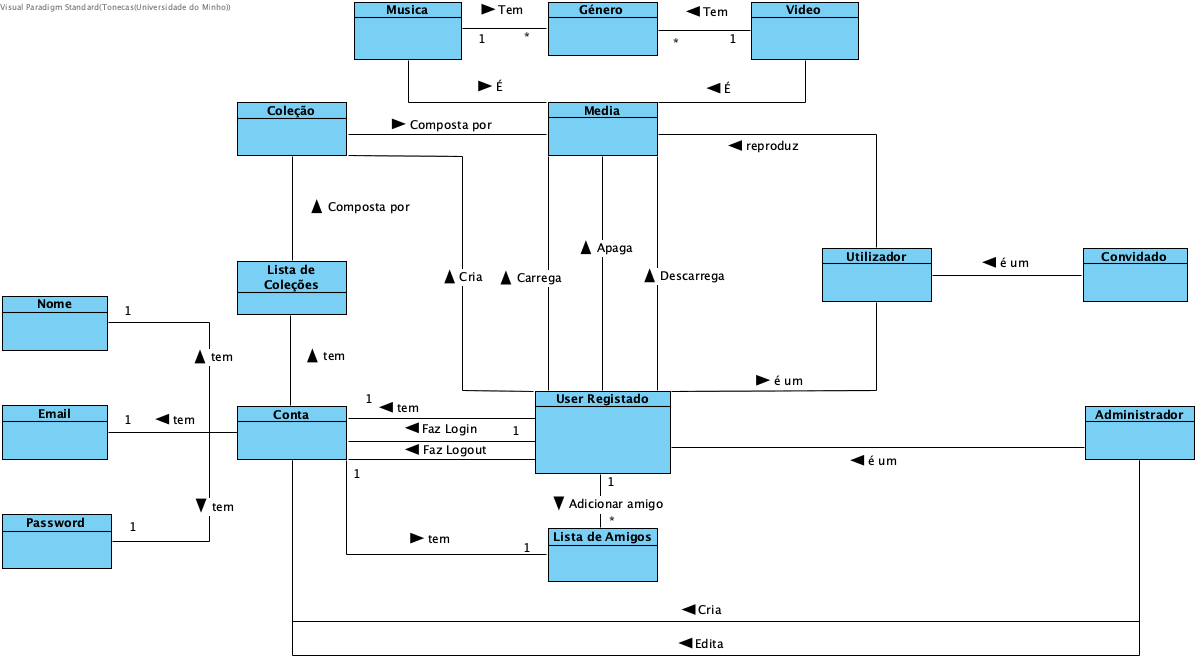 Visual Paradigm Standard(Tonecas(Universidade do Minho))
Musica
Tem
1
*
Género
Tem
*
1
Video
É
É
Coleção
Composta por
Media
reproduz
Composta por
Apaga
Utilizador
é um
Convidado
Lista de
Coleções
Cria
Carrega
Descarrega
Nome
1
tem
tem
é um
Email
1
tem
Conta
1
tem
Faz Login
1
Faz Logout
User Registado
Administrador
é um
1
1
Adicionar amigo
*
tem
Password
1
tem
1
Lista de Amigos
Cria
Edita